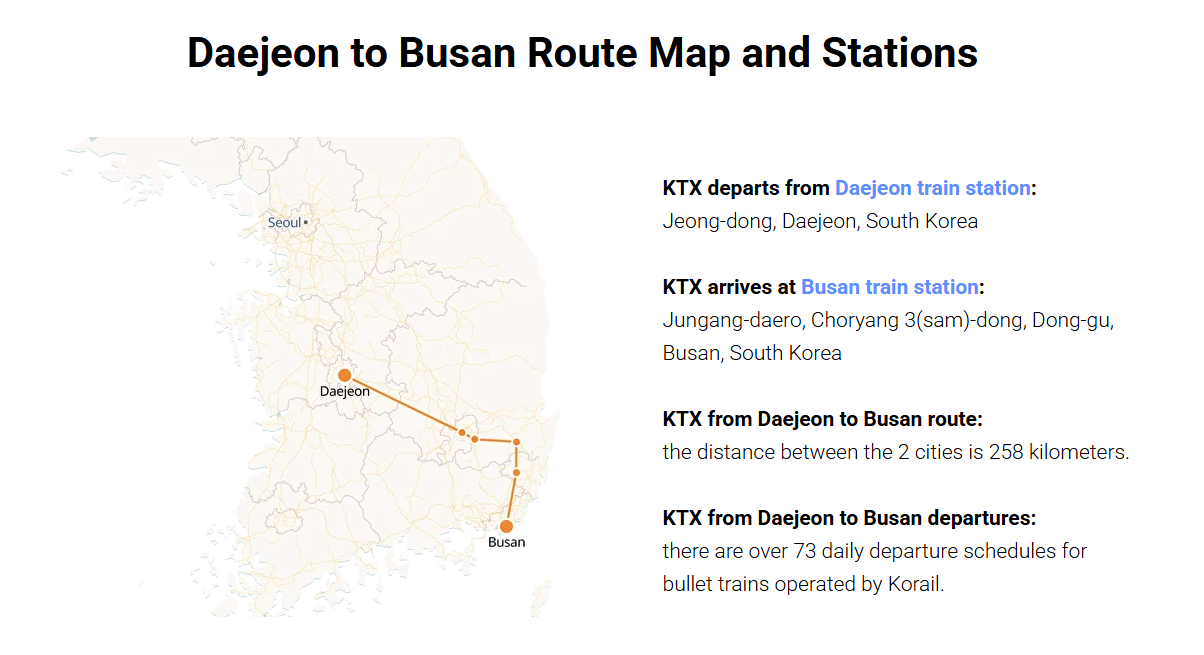 Daejeon to Busan Route Map and Stations
Seoul
Daejeon
Busan
KTX departs from Daejeon train station:
Jeong-dong, Daejeon, South Korea
KTX arrives at Busan train station:
Jungang-daero, Choryang 3(sam)-dong, Dong-gu,
Busan, South Korea
KTX from Daejeon to Busan route:
the distance between the 2 cities is 258 kilometers.
KTX from Daejeon to Busan departures:
there are over 73 daily departure schedules for
bullet trains operated by Korail.